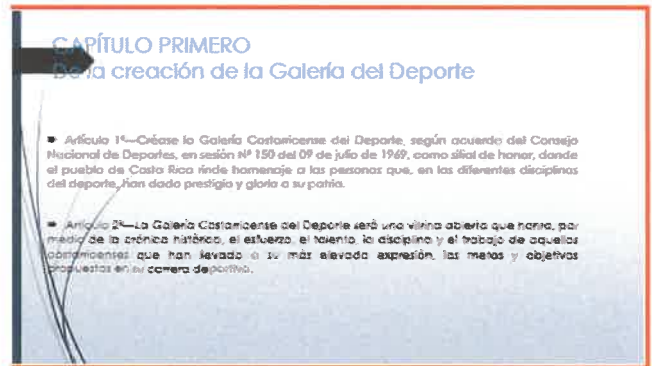 CAPÍTULO PRIMERO
De la creación de la Galería del Deporte
Artículo 1º—Créase la Galería Costarricense del Deporte, según acuerdo del Consejo
Nacional de Deportes, en sesión Nº 150 del 09 de julio de 1969, como sitial de honor, donde
el pueblo de Costa Rica rinde homenaje a las personas que, en las diferentes disciplinas
del deporte, han dado prestigio y gloria a su patria.
Artículo 2º—La Galería Costarricense del Deporte será una vitrina abierta que honra, por
medio de la crónica histórica, el esfuerzo, el talento, la disciplina y el trabajo de aquellos
costarricenses que han llevado a su más elevada expresión, las metas y objetivos
propuestos en su carrera deportiva.